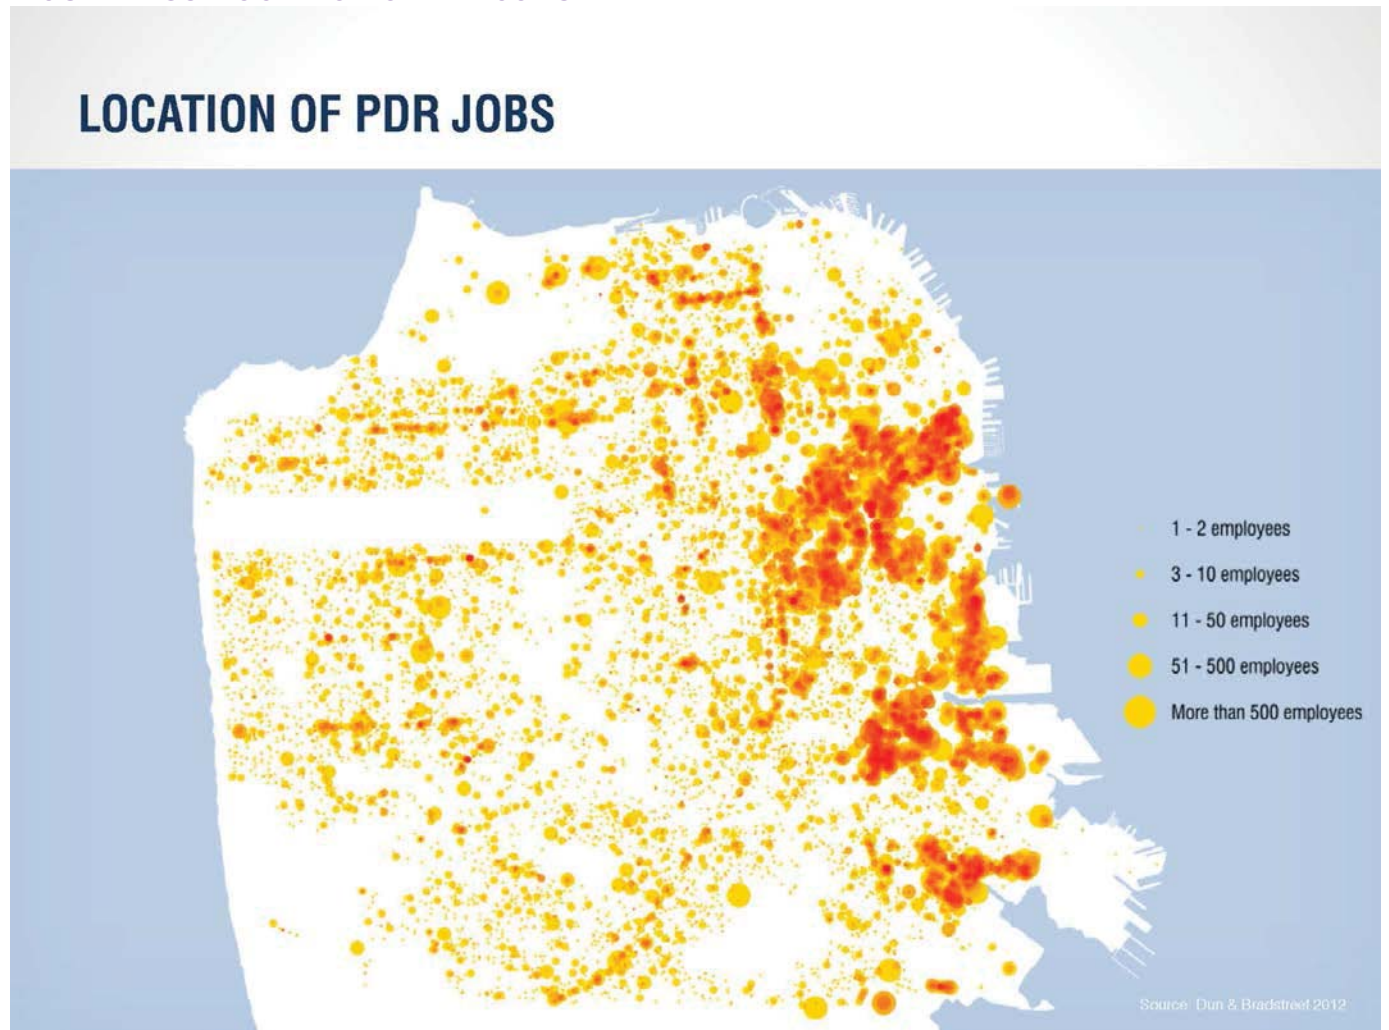 LOCATION OF PDR JOBS
1 - 2 employees
3 - 10 employees
11 - 50 employees
51 - 500 employees
More than 500 employees
Source: Dun & Bradstreet 2012